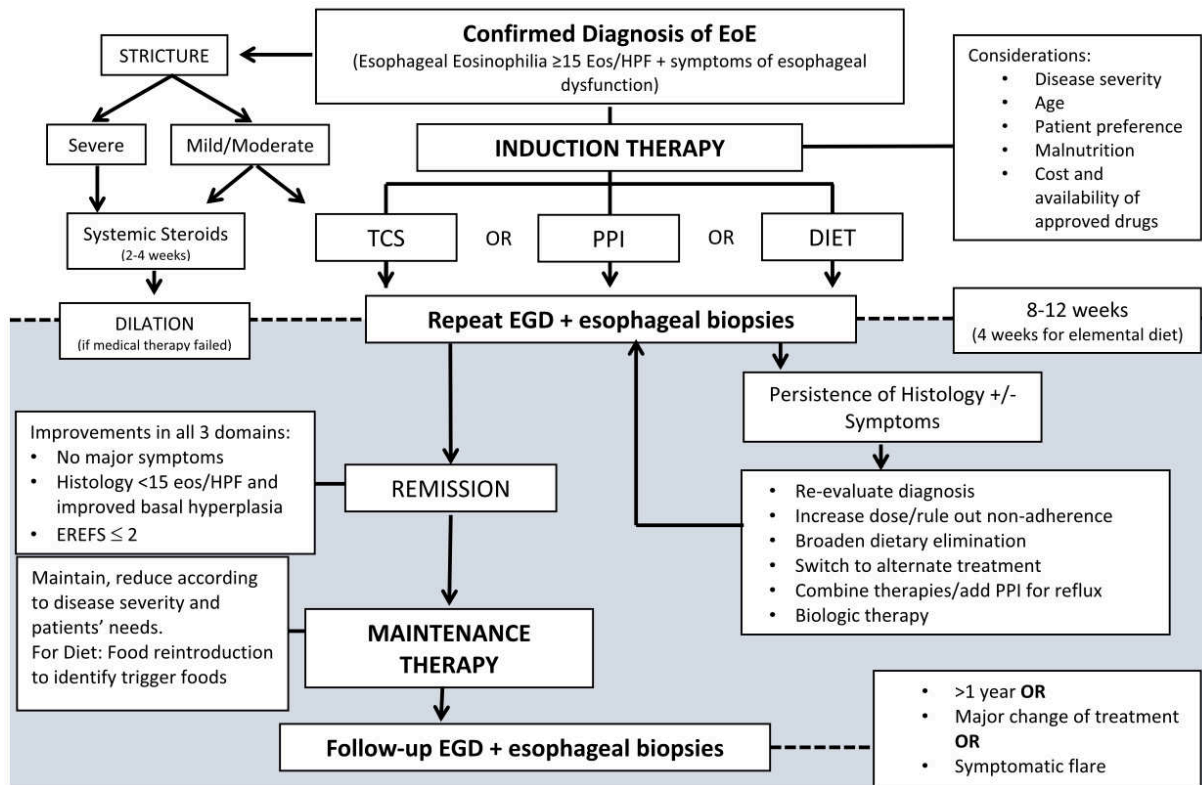 Confirmed Diagnosis of EoE
(Esophageal Eosinophilia ≥15 Eos/HPF + symptoms of esophageal
dysfunction)
STRICTURE
Severe
Mild/Moderate
Systemic Steroids
(2-4 weeks)
DILATION
(if medical therapy failed)
INDUCTION THERAPY
Considerations:
• Disease severity
• Age
• Patient preference
• Malnutrition
• Cost and
availability of
approved drugs
TCS OR PPI OR DIET
Repeat EGD + esophageal biopsies
8-12 weeks
(4 weeks for elemental diet)
Persistence of Histology +/-
Symptoms
• Re-evaluate diagnosis
• Increase dose/rule out non-adherence
• Broaden dietary elimination
• Switch to alternate treatment
• Combine therapies/add PPI for reflux
• Biologic therapy
Improvements in all 3 domains:
• No major symptoms
• Histology <15 eos/HPF and
improved basal hyperplasia
• EREFS ≤ 2
REMISSION
Maintain, reduce according
to disease severity and
patients’ needs.
For Diet: Food reintroduction
to identify trigger foods
MAINTENANCE
THERAPY
Follow-up EGD + esophageal biopsies
• >1 year OR
• Major change of treatment
OR
• Symptomatic flare